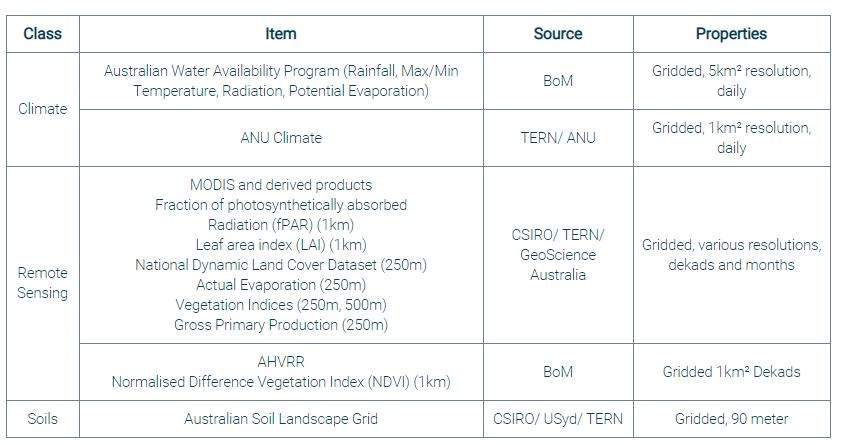 Class Item Source Properties
Climate
Australian Water Availability Program (Rainfall, Max/Min
Temperature, Radiation, Potential Evaporation)
BoM
Gridded, 5km² resolution,
daily
ANU Climate
TERN/ ANU
Gridded, 1km² resolution,
daily
Remote
Sensing
MODIS and derived products
Fraction of photosynthetically absorbed
Radiation (fPAR) (1km)
Leaf area index (LAI) (1km)
National Dynamic Land Cover Dataset (250m)
Actual Evaporation (250m)
Vegetation Indices (250m, 500m)
Gross Primary Production (250m)
CSIRO/ TERN/
GeoScience
Australia
Gridded, various resolutions,
dekads and months
AHVRR
Normalised Difference Vegetation Index (NDVI) (1km)
BoM
Gridded 1km² Dekads
Soils
Australian Soil Landscape Grid
CSIRO/ USyd/ TERN
Gridded, 90 meter